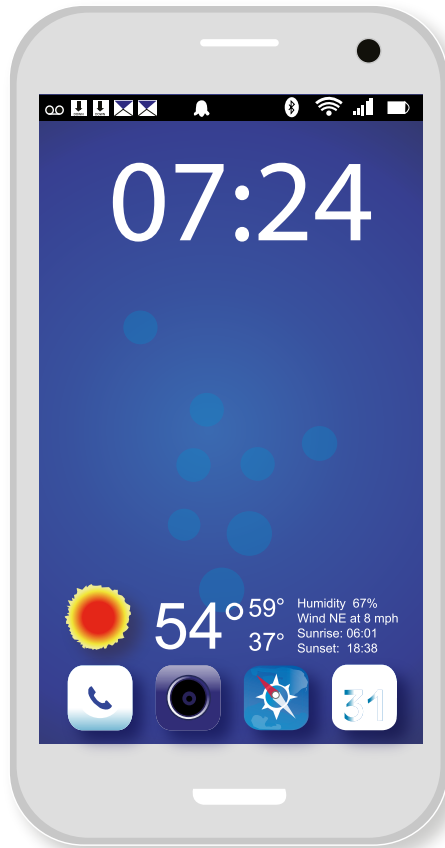 07:24
54°
59°
37°
Humidity 67%
Wind NE at 8 mph
Sunrise: 06:01
Sunset: 18:38
31